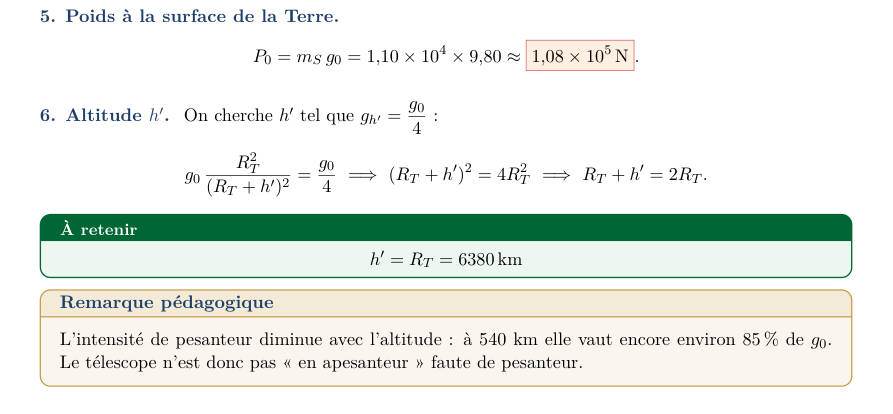 5. Poids à la surface de la Terre.
P₀ = m_S g₀ = 1,10 × 10⁴ × 9,80 ≈ 1,08 × 10⁵ N.
6. Altitude h′. On cherche h′ tel que g_{h′} = g₀/4 :
g₀ R_T²/(R_T + h′)² = g₀/4 ⟹ (R_T + h′)² = 4R_T² ⟹ R_T + h′ = 2R_T.
À retenir
h′ = R_T = 6380 km
Remarque pédagogique
L'intensité de pesanteur diminue avec l'altitude : à 540 km elle vaut encore environ 85 % de g₀.
Le télescope n'est donc pas « en apesanteur » faute de pesanteur.